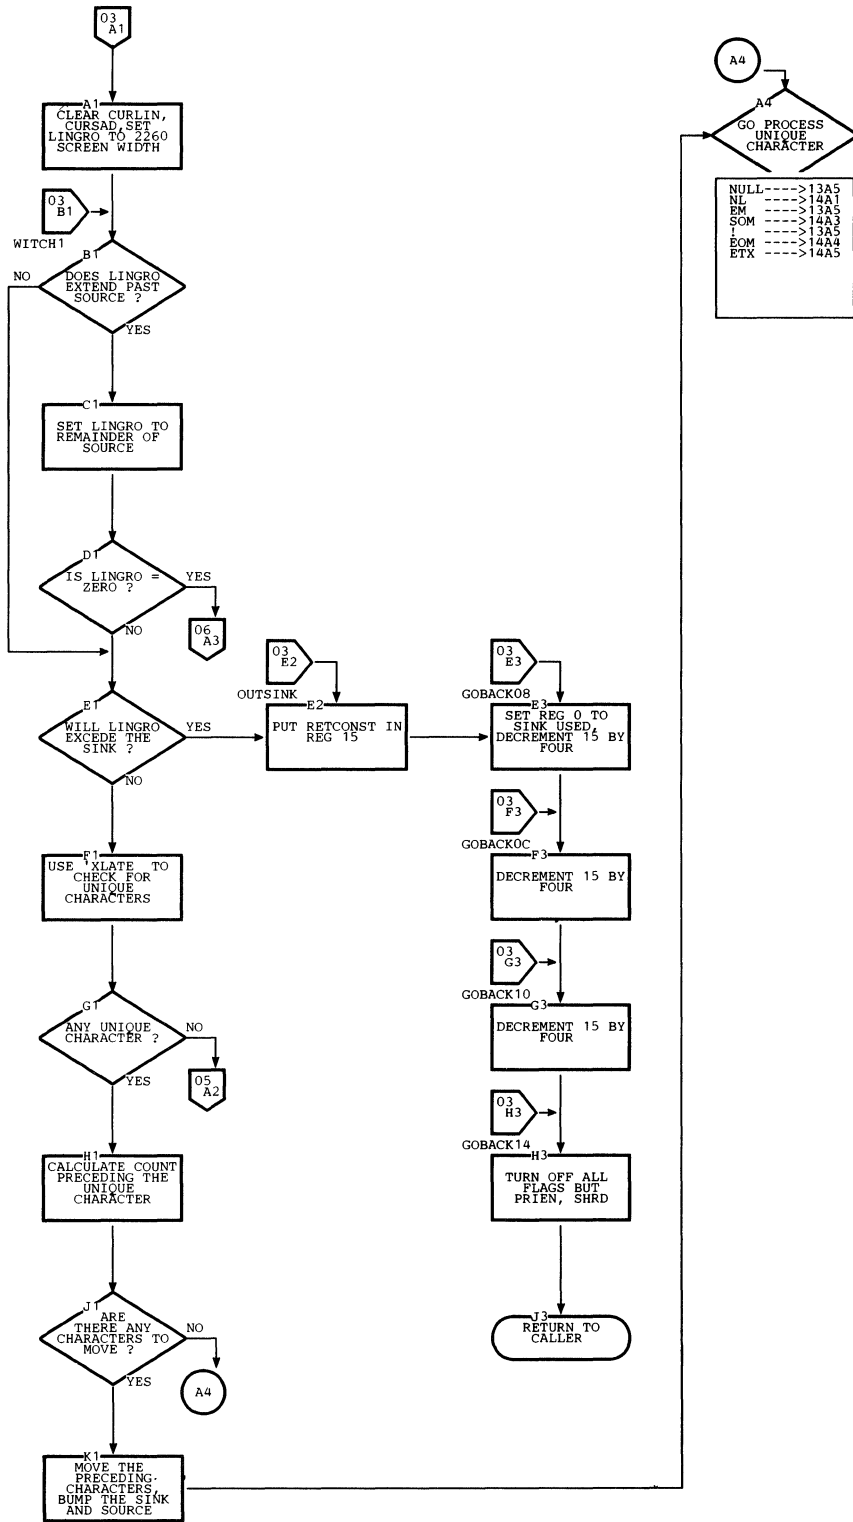 03
A1
A1
CLEAR CURLIN,
CURSAD,SET
LINGRO TO 2260
SCREEN WIDTH
03
B1
WITCH1
B1
DOES LINGRO
EXTEND PAST
SOURCE ?
NO
YES
C1
SET LINGRO TO
REMAINDER OF
SOURCE
D1
IS LINGRO =
ZERO ?
YES
NO
06
A3
E1
WILL LINGRO
EXCEDE THE
SINK ?
YES
NO
03
E2
OUTSINK
E2
PUT RETCONST IN
REG 15
03
E3
GOBACK08
E3
SET REG 0 TO
SINK USED,
DECREMENT 15 BY
FOUR
F1
USE 'XLATE TO
CHECK FOR
UNIQUE
CHARACTERS
03
F3
GOBACK0C
F3
DECREMENT 15 BY
FOUR
G1
ANY UNIQUE
CHARACTER ?
NO
YES
05
A2
03
G3
GOBACK10
G3
DECREMENT 15 BY
FOUR
H1
CALCULATE COUNT
PRECEDING THE
UNIQUE
CHARACTER
03
H3
GOBACK14
H3
TURN OFF ALL
FLAGS BUT
PRIEN, SHRD
J1
ARE
THERE ANY
CHARACTERS TO
MOVE ?
NO
YES
A4
J3
RETURN TO
CALLER
K1
MOVE THE
PRECEDING
CHARACTERS,
BUMP THE SINK
AND SOURCE
A4
A4
GO PROCESS
UNIQUE
CHARACTER
NULL---->13A5
NL ---->14A1
EM ---->13A5
SOM ---->14A3
! ---->13A5
EOM ---->14A4
ETX ---->14A5